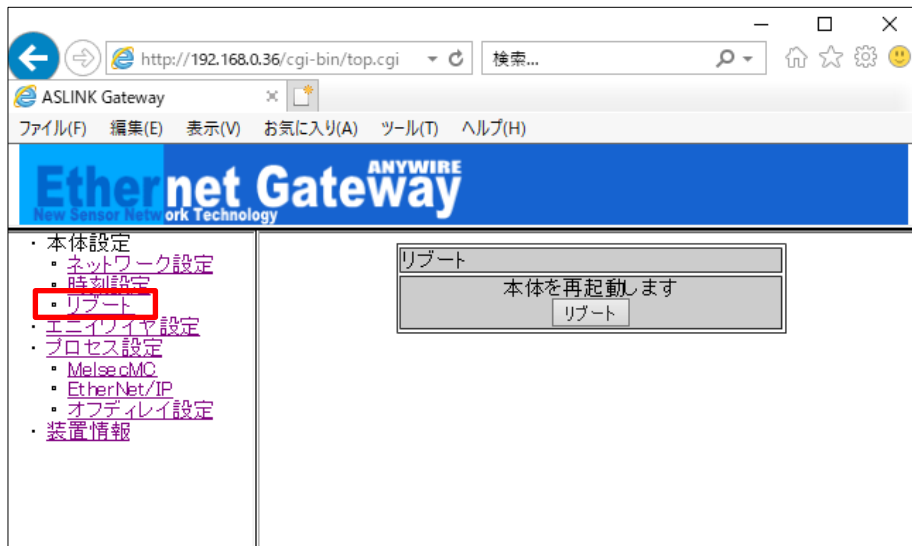 http://192.168.0.36/cgi-bin/top.cgi
検索...
ASLINK Gateway
ファイル(F) 編集(E) 表示(V) お気に入り(A) ツール(T) ヘルプ(H)
Ethernet Gateway
ANYWIRE
New Sensor Network Technology
・本体設定
▪ ネットワーク設定
▪ 時刻設定
▪ リブート
・エニイワイヤ設定
・プロセス設定
▪ MelsecMC
▪ EtherNet/IP
▪ オフディレイ設定
・装置情報
リブート
本体を再起動します
リブート